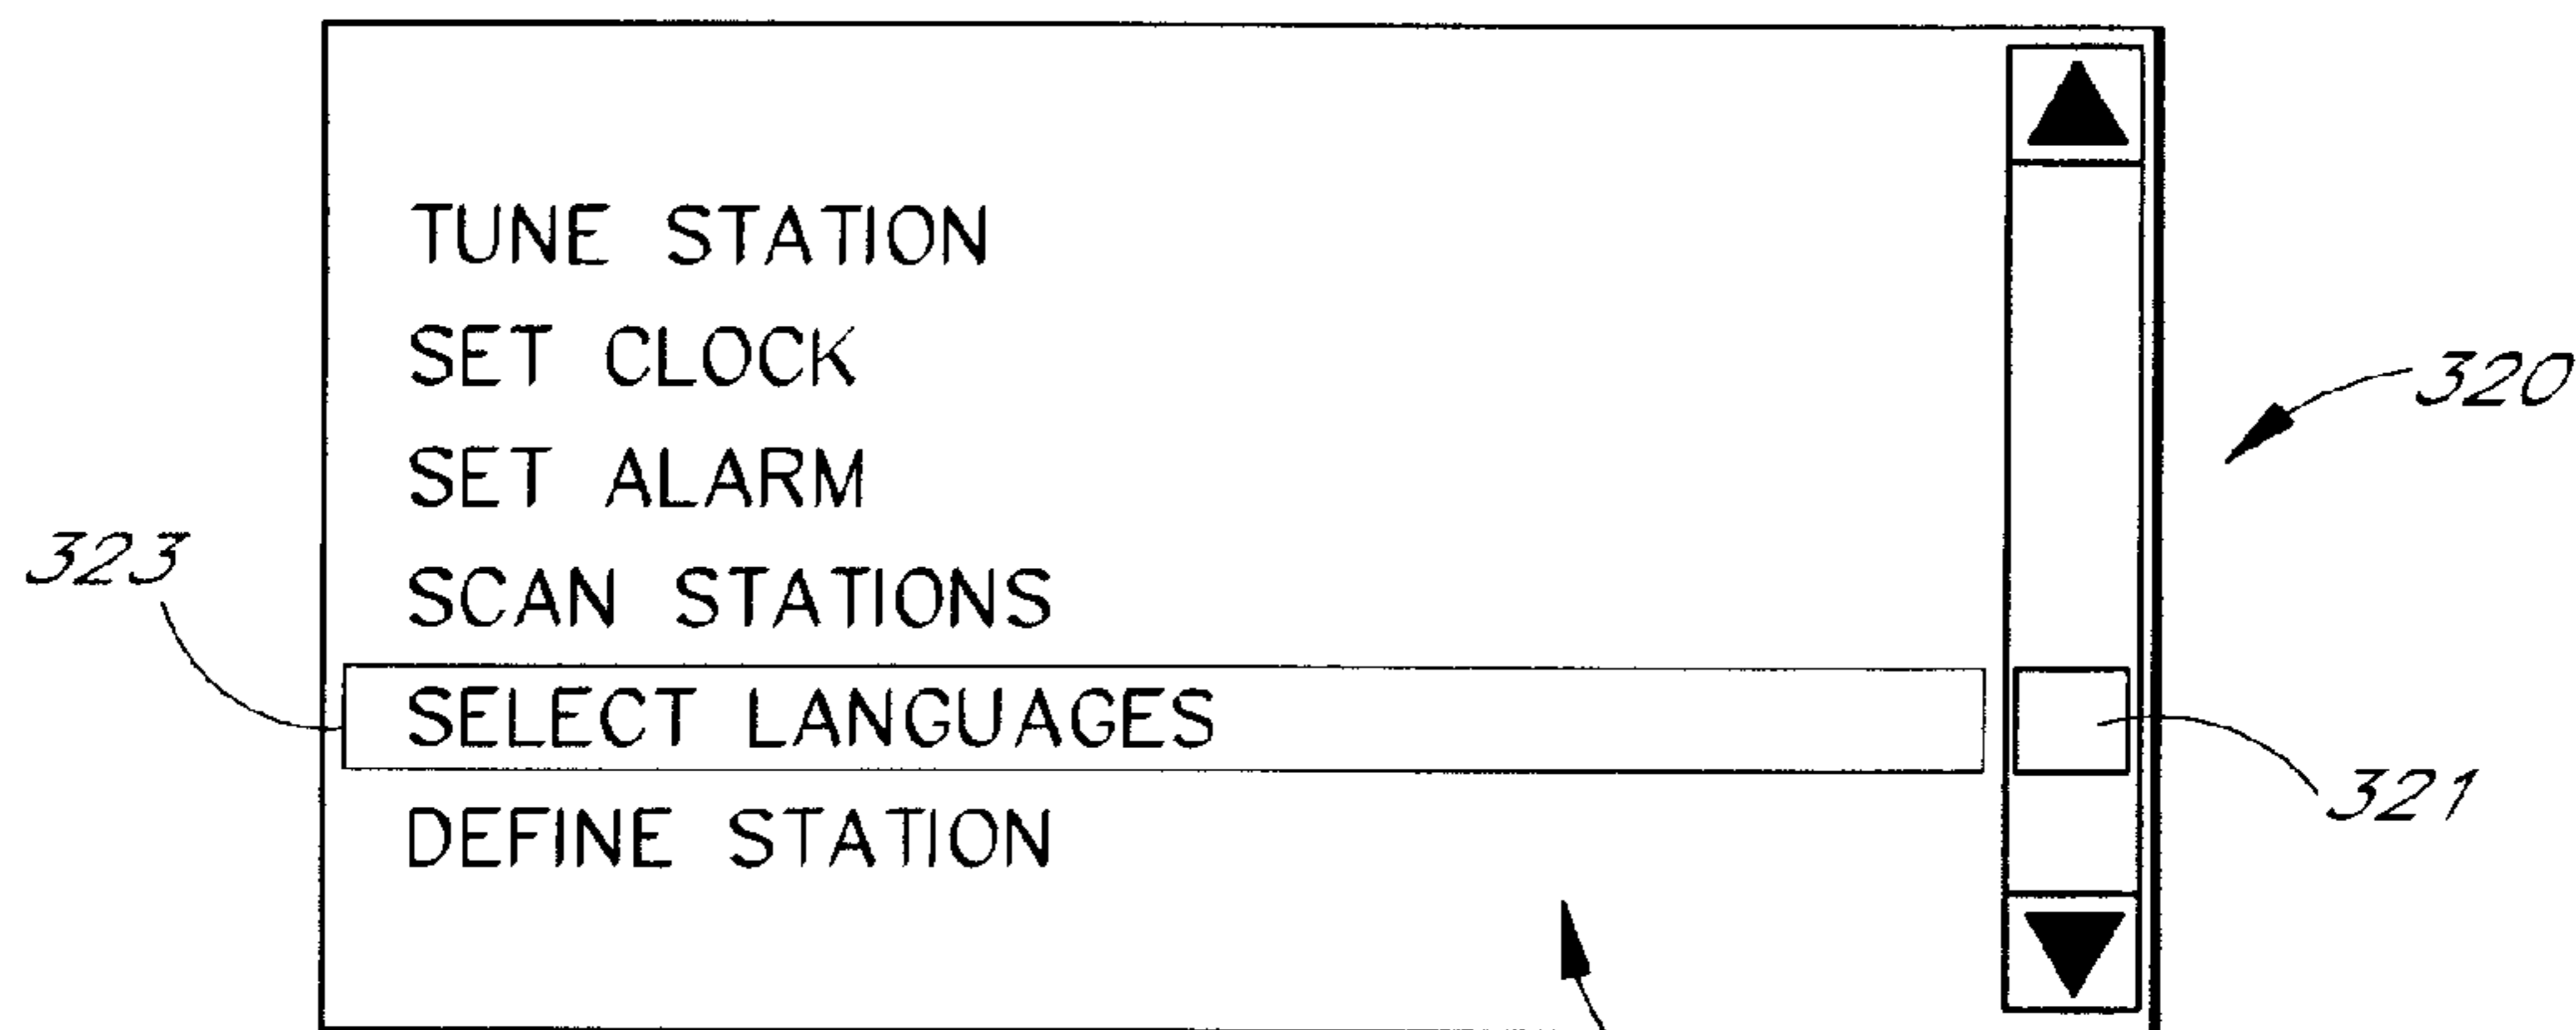 TUNE STATION
SET CLOCK
320
SET ALARM
323
SCAN STATIONS
SELECT LANGUAGES
321
DEFINE STATION